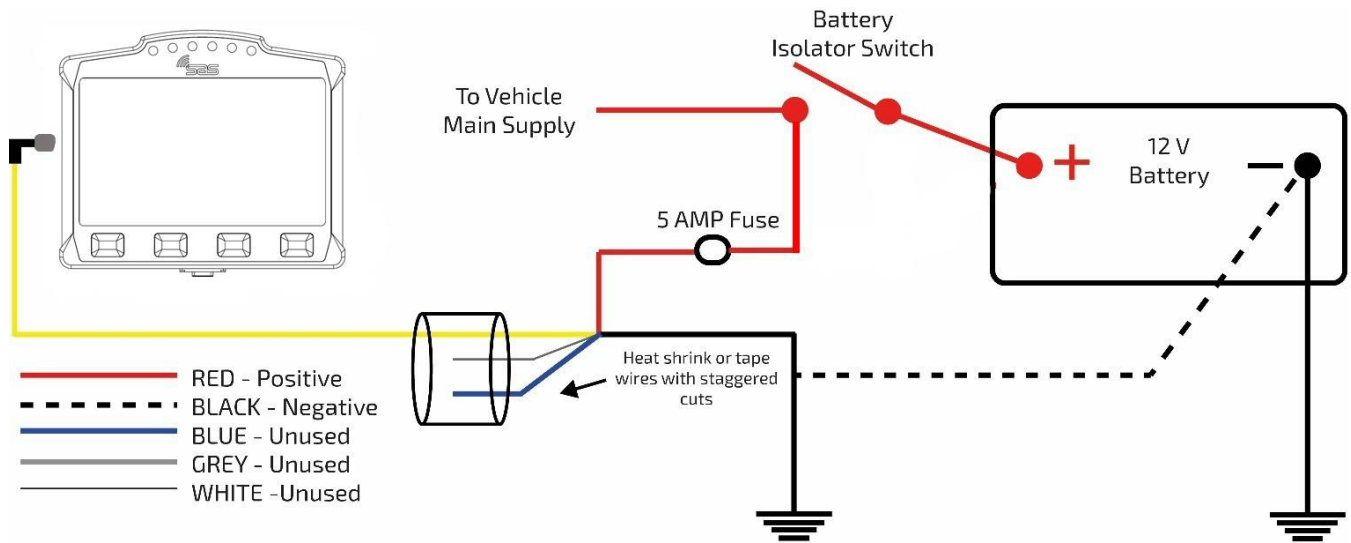 Battery
Isolator Switch
sas
To Vehicle
Main Supply
12 V
Battery
5 AMP Fuse
Heat shrink or tape
wires with staggered
cuts
RED - Positive
BLACK - Negative
BLUE - Unused
GREY - Unused
WHITE -Unused